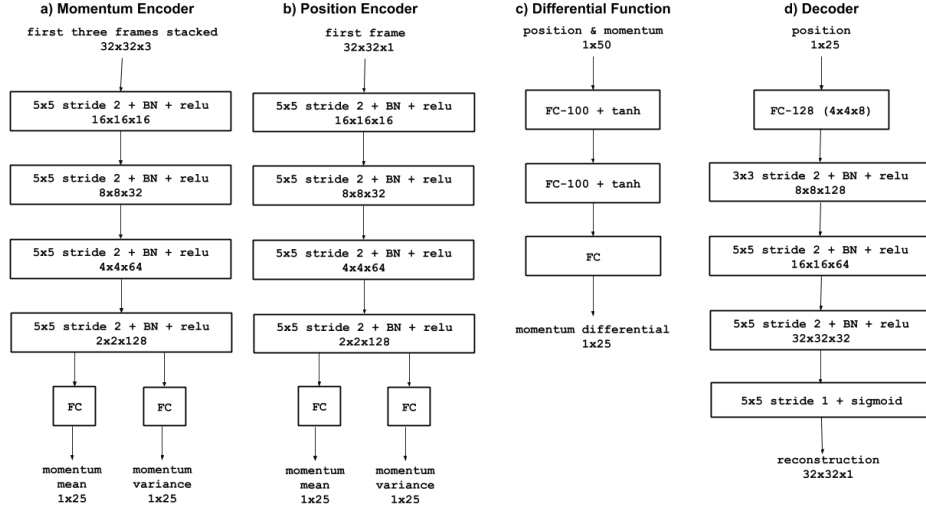 a) Momentum Encoder
first three frames stacked
32x32x3
5x5 stride 2 + BN + relu
16x16x16
5x5 stride 2 + BN + relu
8x8x32
5x5 stride 2 + BN + relu
4x4x64
5x5 stride 2 + BN + relu
2x2x128
FC
FC
momentum
mean
1x25
momentum
variance
1x25
b) Position Encoder
first frame
32x32x1
5x5 stride 2 + BN + relu
16x16x16
5x5 stride 2 + BN + relu
8x8x32
5x5 stride 2 + BN + relu
4x4x64
5x5 stride 2 + BN + relu
2x2x128
FC
FC
momentum
mean
1x25
momentum
variance
1x25
c) Differential Function
position & momentum
1x50
FC-100 + tanh
FC-100 + tanh
FC
momentum differential
1x25
d) Decoder
position
1x25
FC-128 (4x4x8)
3x3 stride 2 + BN + relu
8x8x128
5x5 stride 2 + BN + relu
16x16x64
5x5 stride 2 + BN + relu
32x32x32
5x5 stride 1 + sigmoid
reconstruction
32x32x1